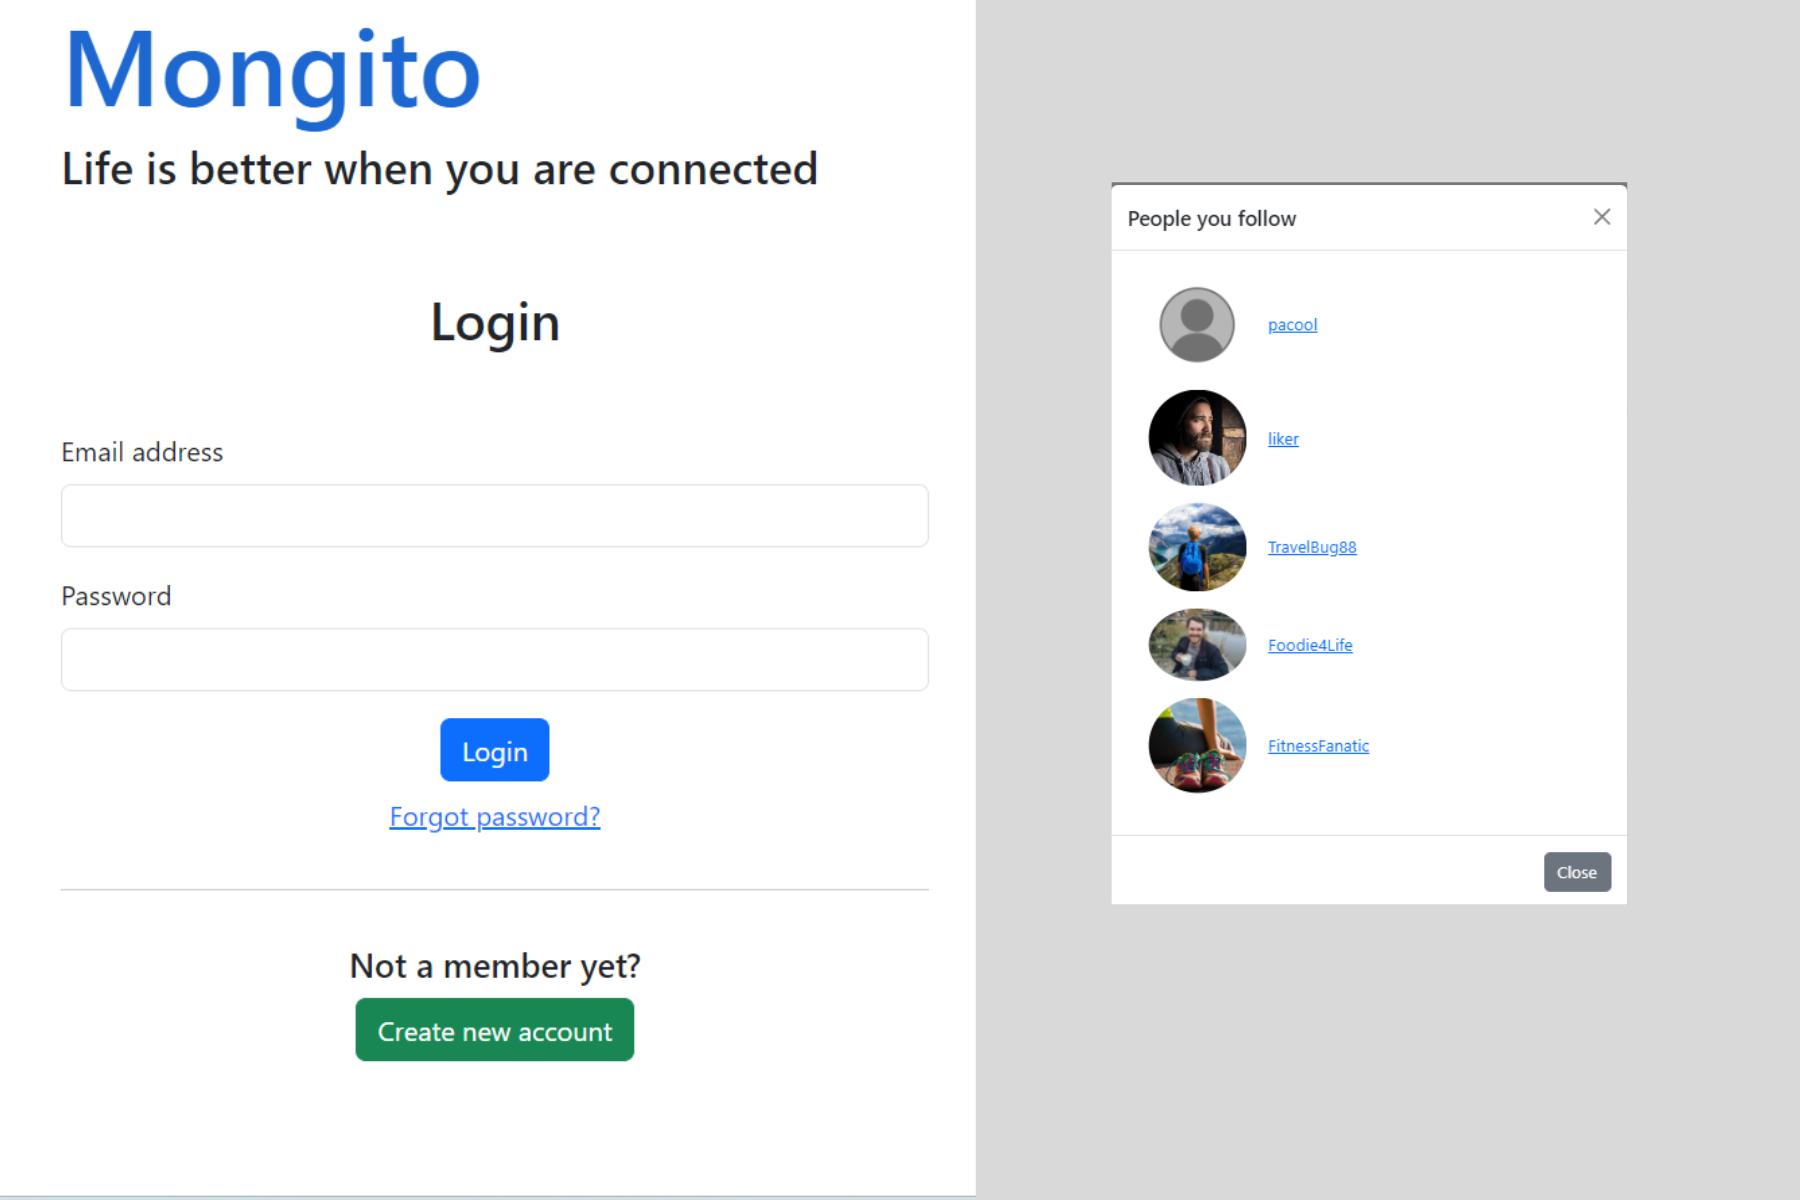 Mongito
Life is better when you are connected
Login
Email address
Password
Login
Forgot password?
Not a member yet?
Create new account
People you follow
pacool
liker
TravelBug88
Foodie4Life
FitnessFanatic
Close